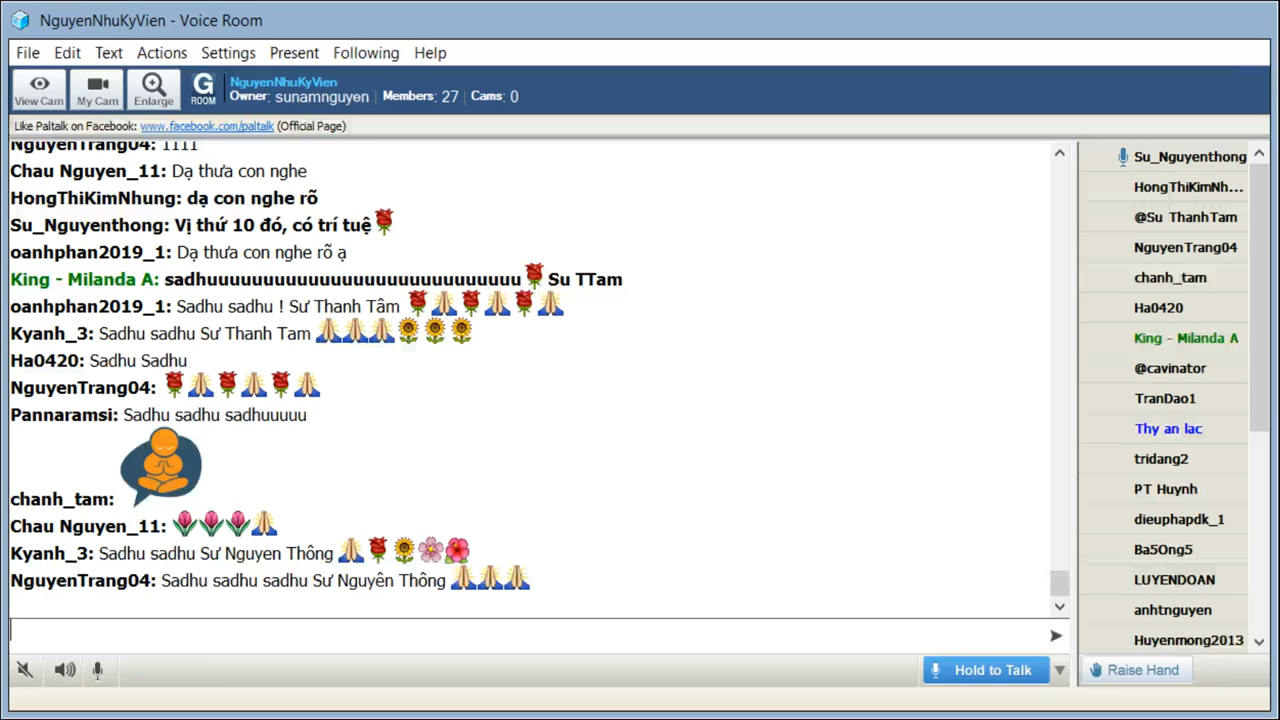 NguyenNhuKyVien - Voice Room
File Edit Text Actions Settings Present Following Help
View Cam
My Cam
Enlarge
G ROOM
NguyenNhuKyVien
Owner: sunamnguyen | Members: 27 | Cams: 0
Like Paltalk on Facebook: www.facebook.com/paltalk (Official Page)
NguyenTrang04: 1111
Chau Nguyen_11: Dạ thưa con nghe
HongThiKimNhung: dạ con nghe rõ
Su_Nguyenthong: Vị thứ 10 đó, có trí tuệ🌹
oanhphan2019_1: Dạ thưa con nghe rõ ạ
King - Milanda A: sadhuuuuuuuuuuuuuuuuuuuuuuuuuuuuu🌹Su TTam
oanhphan2019_1: Sadhu sadhu ! Sư Thanh Tâm 🌹🙏🌹🙏🌹🙏
Kyanh_3: Sadhu sadhu Sư Thanh Tam 🙏🙏🙏🌻🌻🌻
Ha0420: Sadhu Sadhu
NguyenTrang04: 🌹🙏🌹🙏🌹🙏
Pannaramsi: Sadhu sadhu sadhuuuuu
chanh_tam:
Chau Nguyen_11: 🌷🌷🌷🙏
Kyanh_3: Sadhu sadhu Sư Nguyen Thông 🙏🌹🌻🌸🌺
NguyenTrang04: Sadhu sadhu sadhu Sư Nguyên Thông 🙏🙏🙏
Su_Nguyenthong
HongThiKimNh...
@Su ThanhTam
NguyenTrang04
chanh_tam
Ha0420
King - Milanda A
@cavinator
TranDao1
Thy an lac
tridang2
PT Huynh
dieuphapdk_1
Ba5Ong5
LUYENDOAN
anhtnguyen
Huyenmong2013
Hold to Talk
Raise Hand